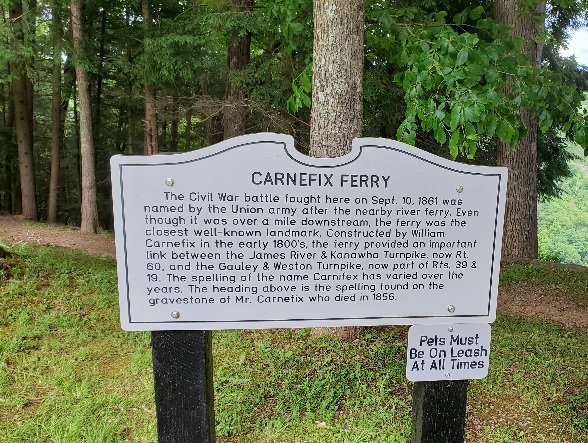 CARNEFIX FERRY
The Civil War battle fought here on Sept. 10, 1861 was
named by the Union army after the nearby river ferry. Even
though it was over a mile downstream, the ferry was the
closest well-known landmark. Constructed by William
Carnefix in the early 1800's, the ferry provided an important
link between the James River & Kanawha Turnpike, now Rt.
60, and the Gauley & Weston Turnpike, now part of Rts. 39 &
19. The spelling of the name Carnifex has varied over the
years. The heading above is the spelling found on the
gravestone of Mr. Carnefix who died in 1856.
Pets Must
Be On Leash
At All Times